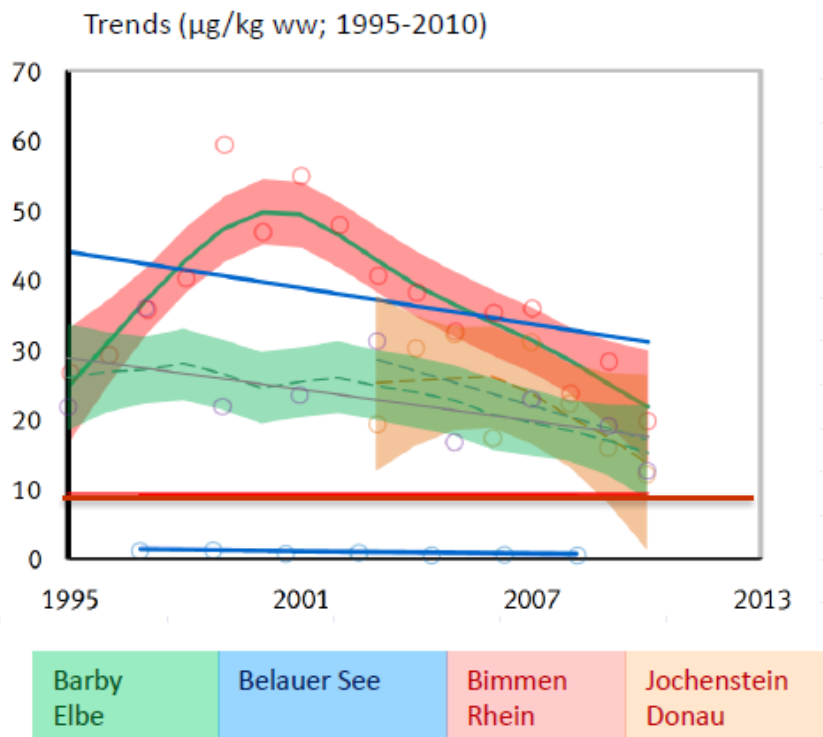 Trends (µg/kg ww; 1995-2010)
70
60
50
40
30
20
10
0
1995 2001 2007 2013
Barby Elbe
Belauer See
Bimmen Rhein
Jochenstein Donau